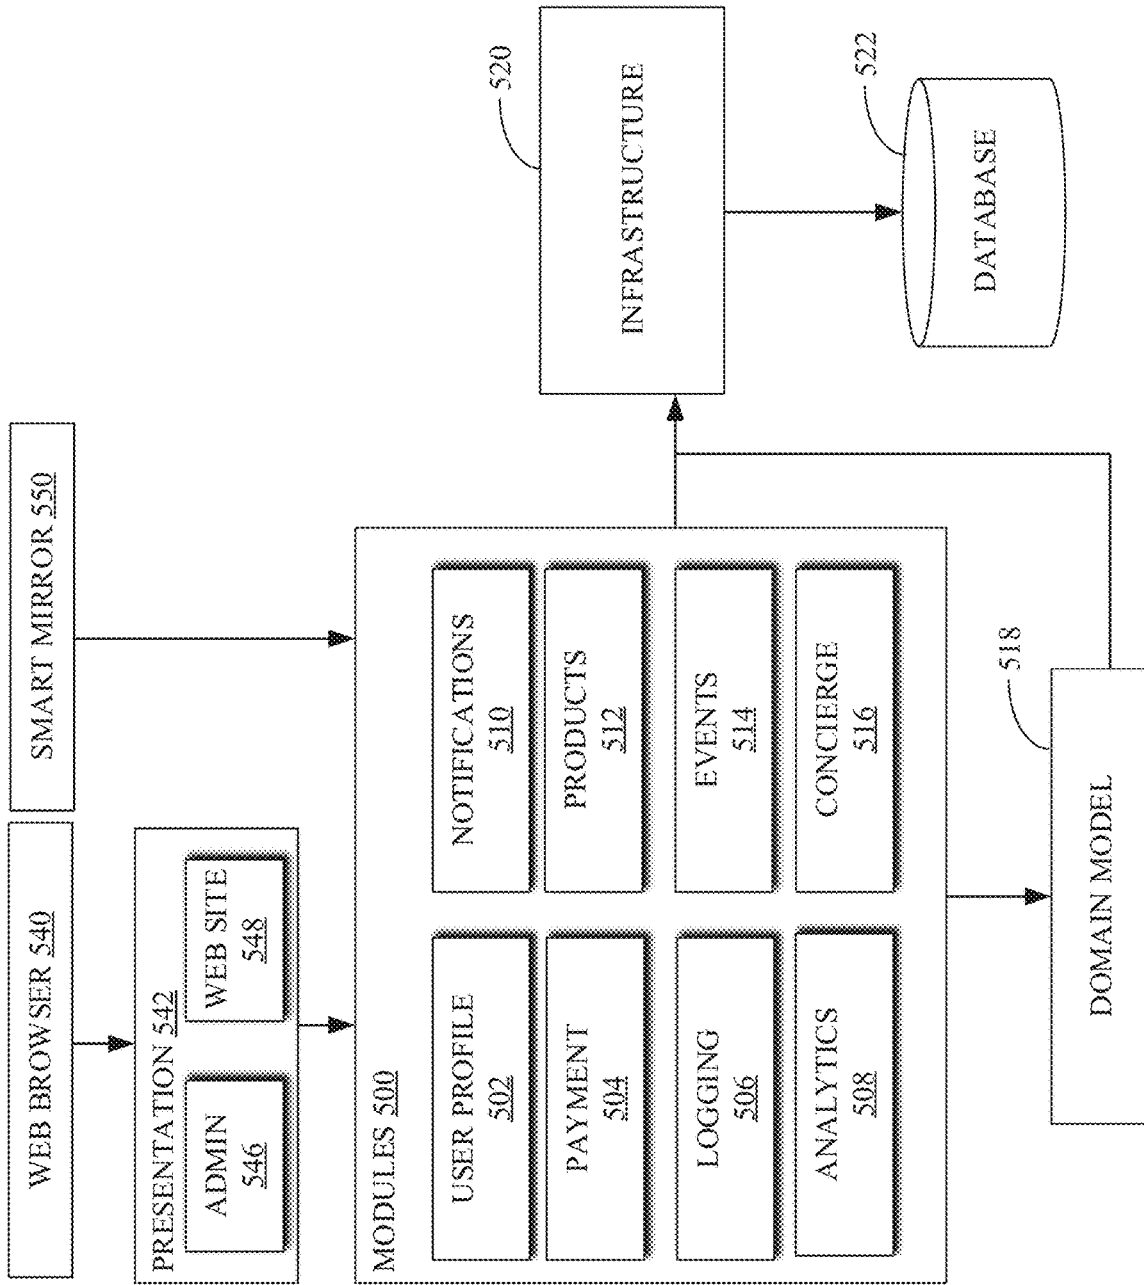 WEB BROWSER 540
SMART MIRROR 550
PRESENTATION 542
ADMIN
546
WEB SITE
548
MODULES 500
USER PROFILE
502
NOTIFICATIONS
510
PAYMENT
504
PRODUCTS
512
LOGGING
506
EVENTS
514
ANALYTICS
508
CONCIERGE
516
DOMAIN MODEL
518
INFRASTRUCTURE
520
DATABASE
522